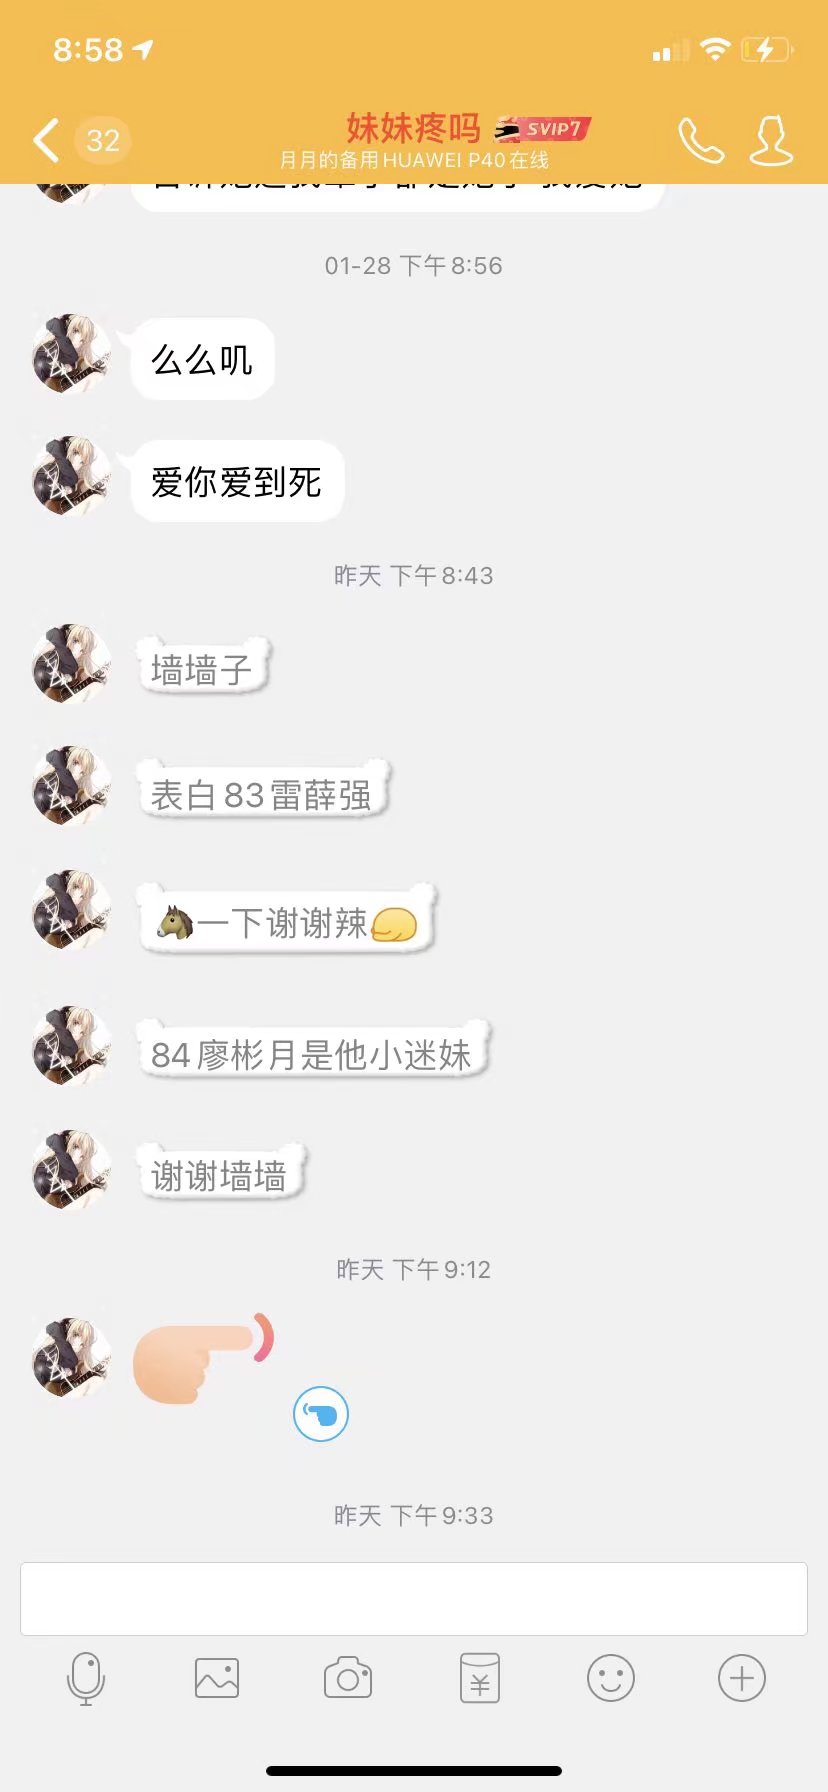 8:58
32
妹妹疼吗 SVIP7
月月的备用HUAWEI P40在线
01-28 下午8:56
么么叽
爱你爱到死
昨天 下午8:43
墙墙子
表白83雷薛强
🐴一下谢谢辣
84廖彬月是他小迷妹
谢谢墙墙
昨天 下午9:12
昨天 下午9:33